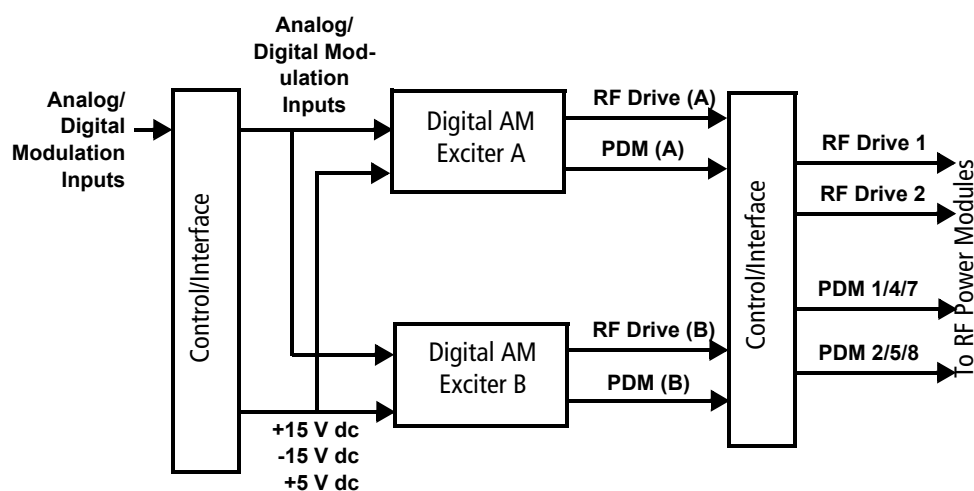 Analog/
Digital
Modulation
Inputs
Control/Interface
Analog/
Digital Mod-
ulation
Inputs
+15 V dc
-15 V dc
+5 V dc
Digital AM
Exciter A
Digital AM
Exciter B
RF Drive (A)
PDM (A)
RF Drive (B)
PDM (B)
Control/Interface
RF Drive 1
RF Drive 2
PDM 1/4/7
PDM 2/5/8
To RF Power Modules